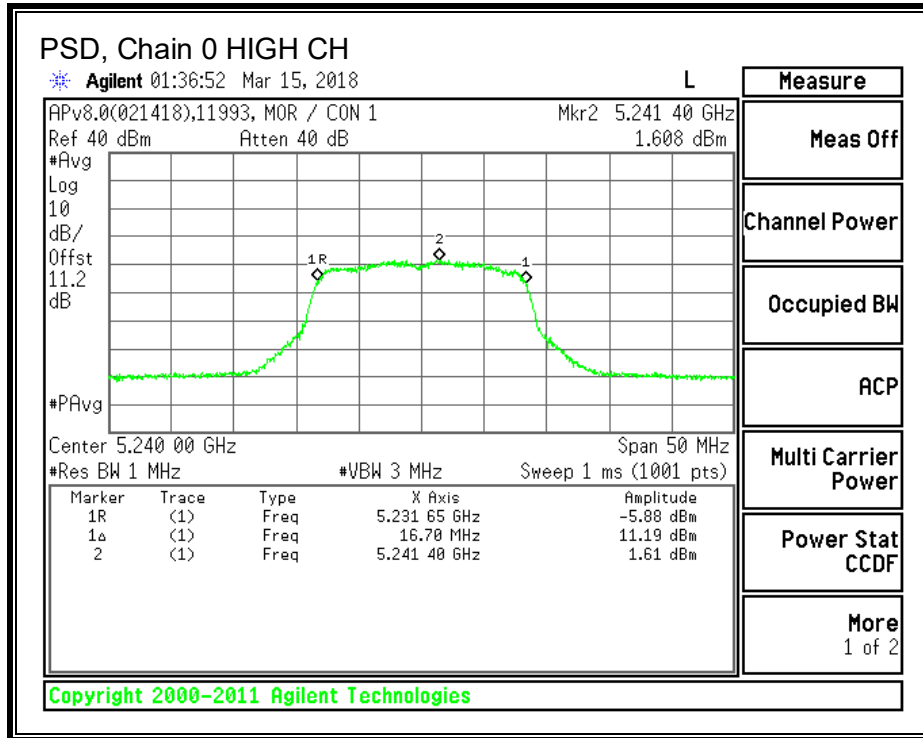 PSD, Chain 0 HIGH CH
Agilent 01:36:52 Mar 15, 2018 L
APv8.0(021418),11993, MOR / CON 1 Mkr2 5.241 40 GHz
Ref 40 dBm Atten 40 dB 1.608 dBm
#Avg
Log
10
dB/
Offst
11.2
dB
#PAvg
1R
2
1
Center 5.240 00 GHz Span 50 MHz
#Res BW 1 MHz #VBW 3 MHz Sweep 1 ms (1001 pts)
Marker Trace Type X Axis Amplitude
1R (1) Freq 5.231 65 GHz -5.88 dBm
1Δ (1) Freq 16.70 MHz 11.19 dBm
2 (1) Freq 5.241 40 GHz 1.61 dBm
Measure
Meas Off
Channel Power
Occupied BW
ACP
Multi Carrier
Power
Power Stat
CCDF
More
1 of 2
Copyright 2000-2011 Agilent Technologies